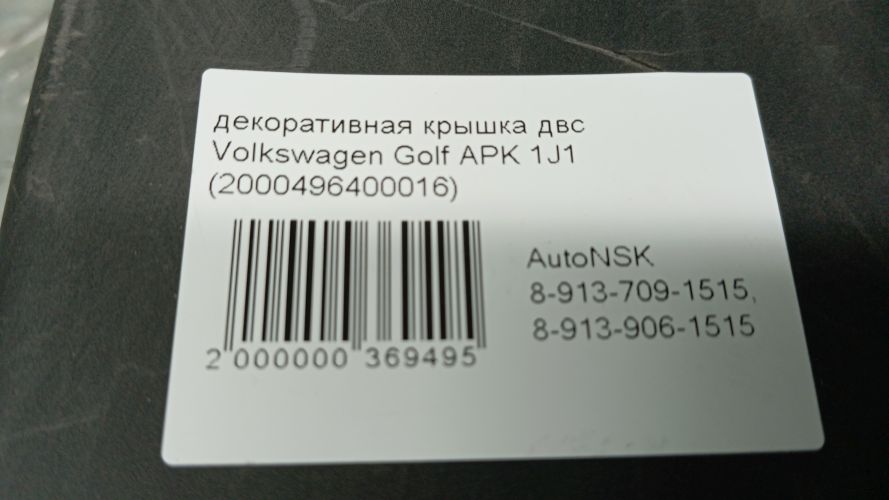 декоративная крышка двс
Volkswagen Golf APK 1J1
(2000496400016)
AutoNSK
8-913-709-1515,
8-913-906-1515
2 000000 369495